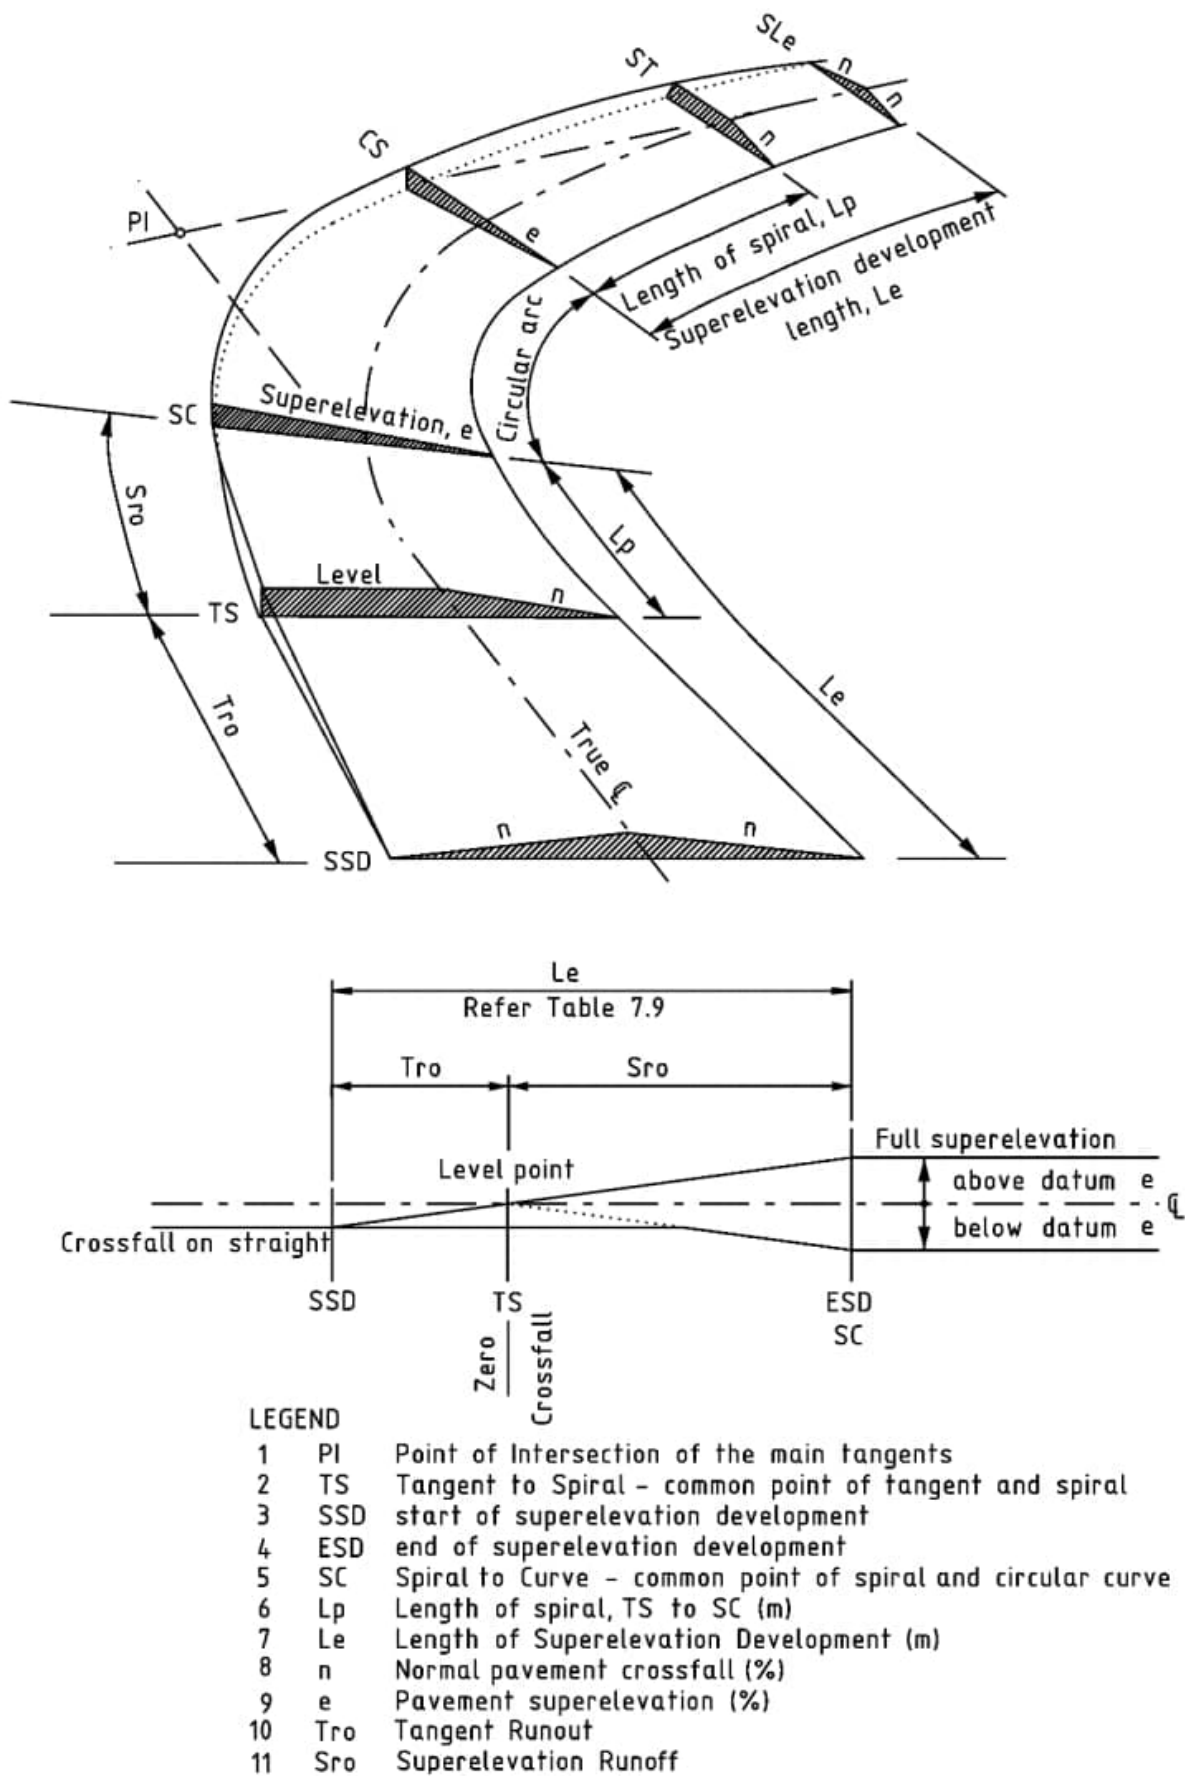 SLe
n
n
ST
n
CS
e
PI
Length of spiral, Lp
Superelevation development
length, Le
Circular arc
SC
Superelevation, e
Sro
Lp
Level
n
TS
Le
Tro
True ℄
n
n
SSD
Le
Refer Table 7.9
Tro
Sro
Full superelevation
Level point
above datum e
℄
below datum e
Crossfall on straight
SSD
TS
ESD
SC
Zero
Crossfall
LEGEND
1 PI Point of Intersection of the main tangents
2 TS Tangent to Spiral – common point of tangent and spiral
3 SSD start of superelevation development
4 ESD end of superelevation development
5 SC Spiral to Curve – common point of spiral and circular curve
6 Lp Length of spiral, TS to SC (m)
7 Le Length of Superelevation Development (m)
8 n Normal pavement crossfall (%)
9 e Pavement superelevation (%)
10 Tro Tangent Runout
11 Sro Superelevation Runoff